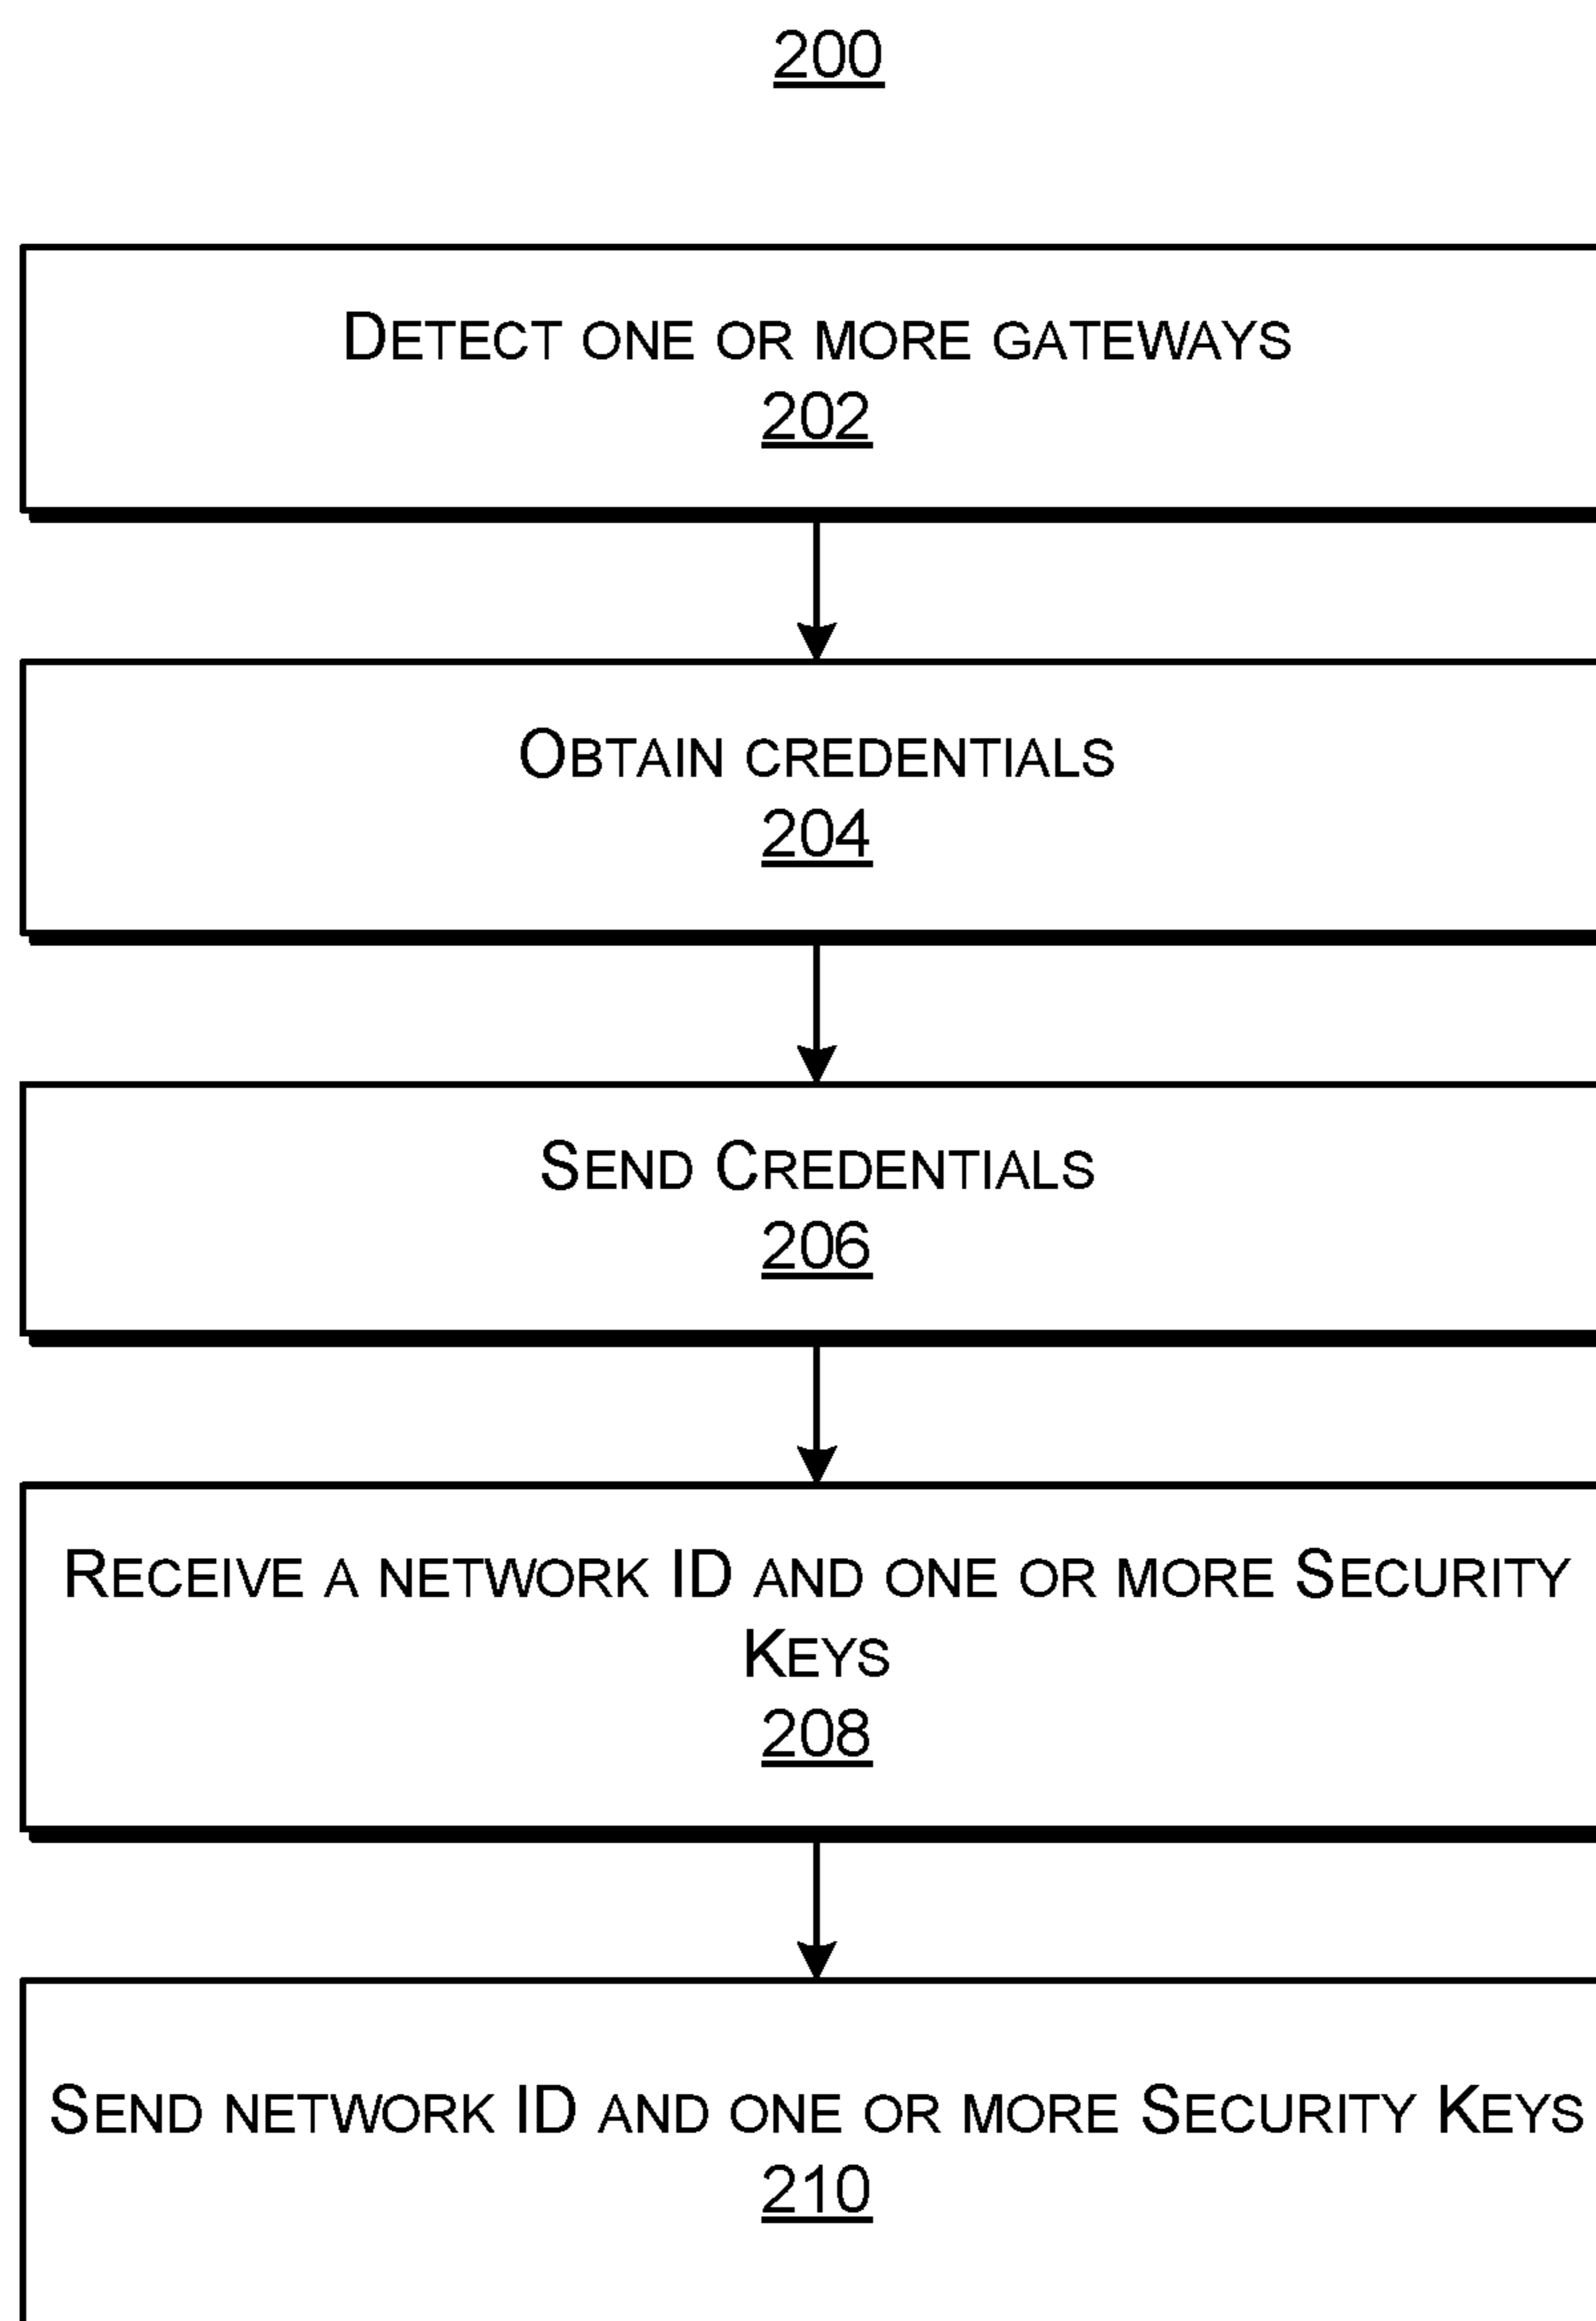 200
Detect one or more gateways
202
Obtain credentials
204
Send Credentials
206
Receive a network ID and one or more Security
Keys
208
Send network ID and one or more Security Keys
210